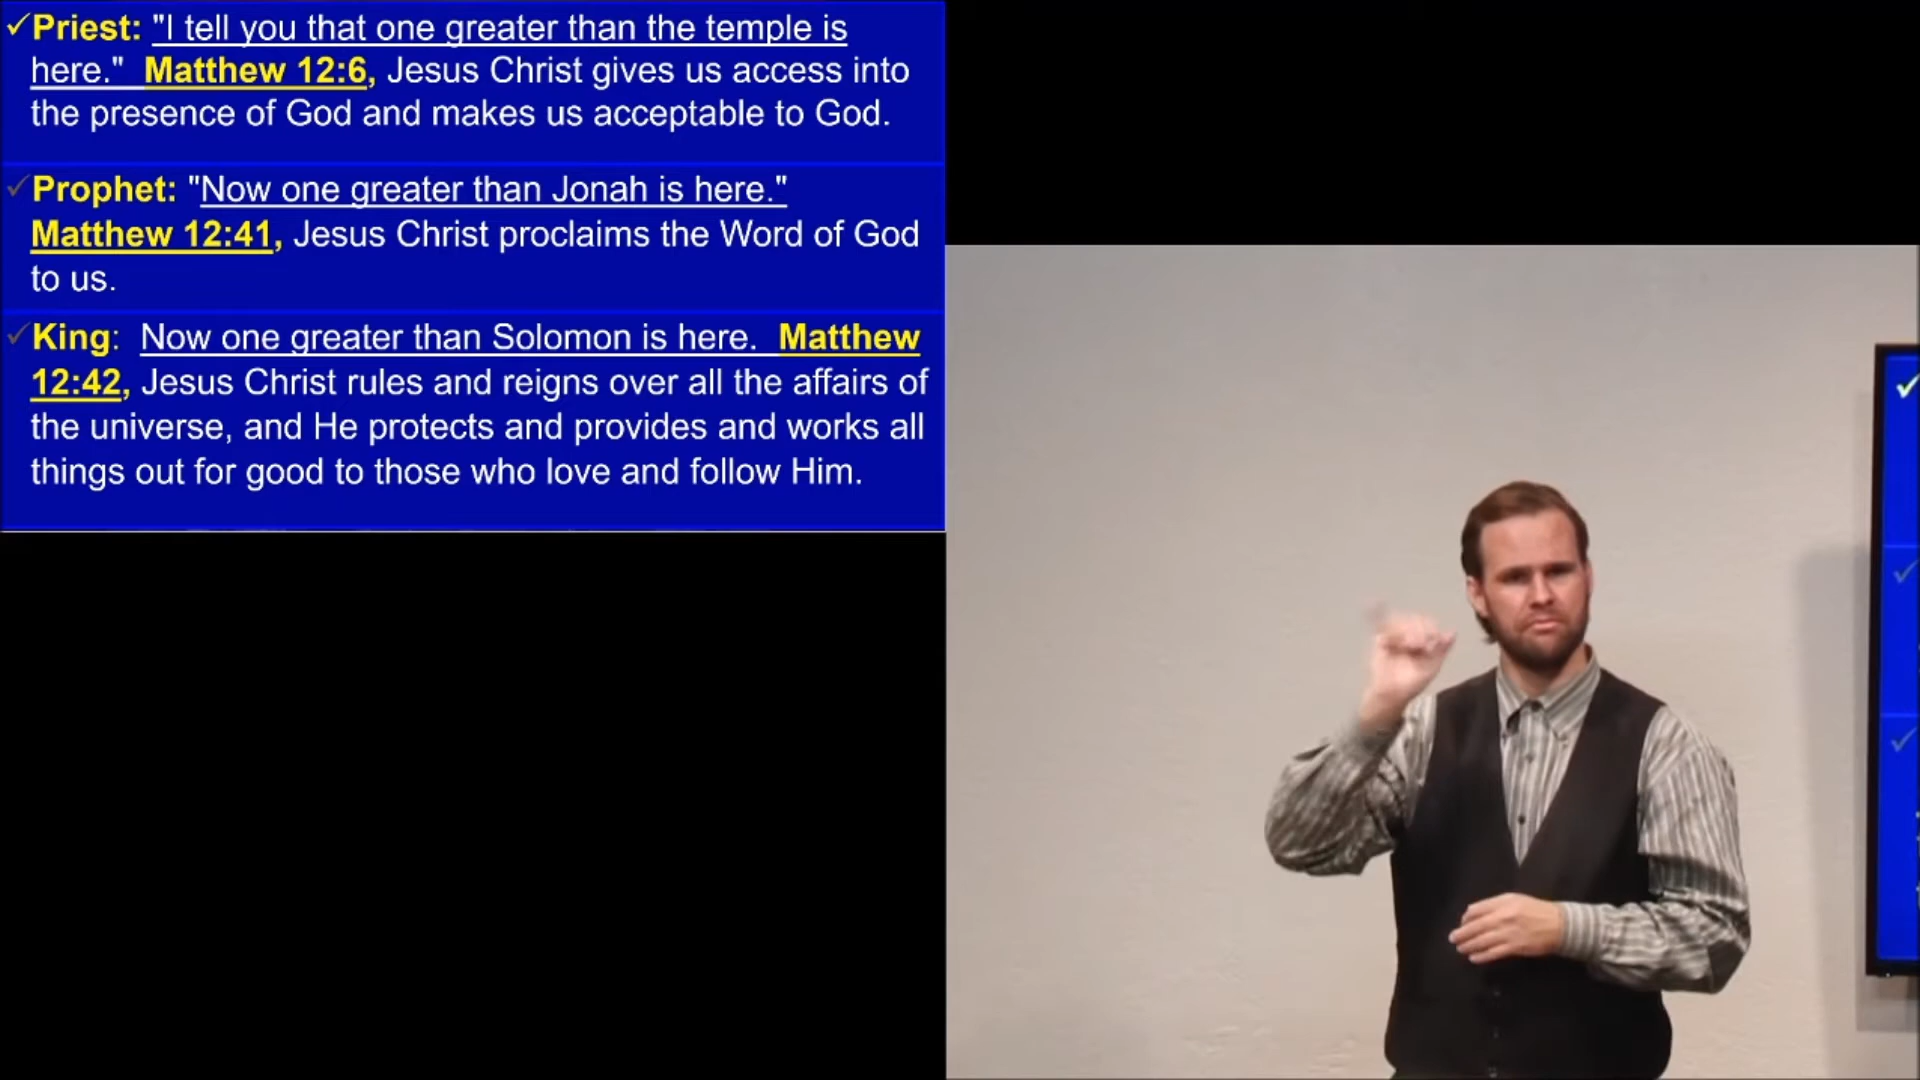 ✓Priest: "I tell you that one greater than the temple is
here." Matthew 12:6, Jesus Christ gives us access into
the presence of God and makes us acceptable to God.
✓Prophet: "Now one greater than Jonah is here."
Matthew 12:41, Jesus Christ proclaims the Word of God
to us.
✓King: Now one greater than Solomon is here. Matthew
12:42, Jesus Christ rules and reigns over all the affairs of
the universe, and He protects and provides and works all
things out for good to those who love and follow Him.